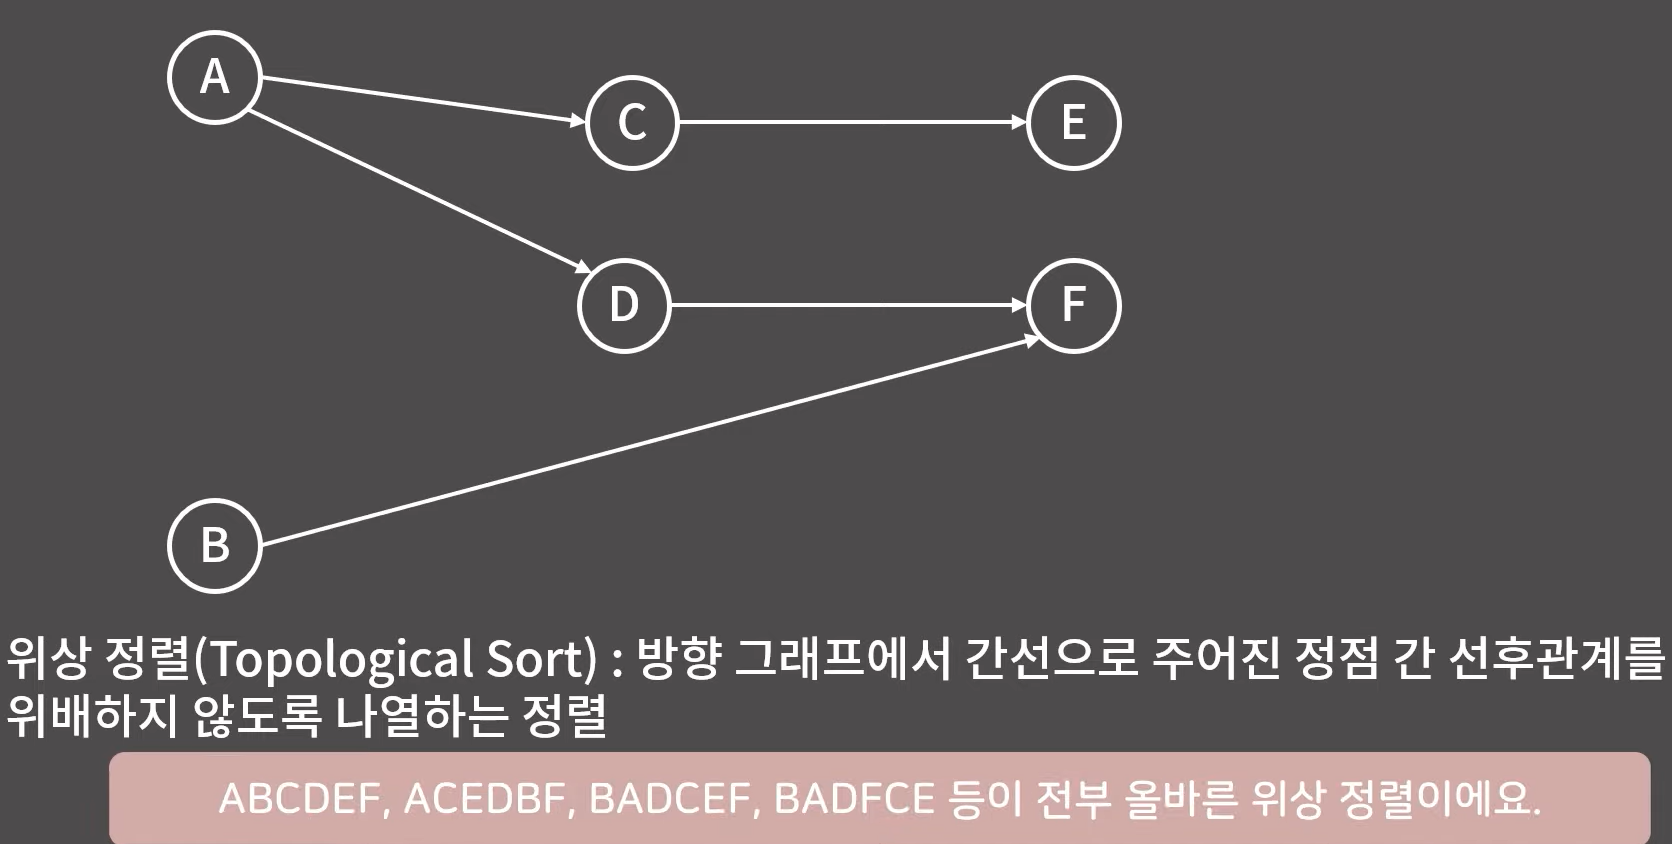 A
C
E
D
F
B
위상 정렬(Topological Sort) : 방향 그래프에서 간선으로 주어진 정점 간 선후관계를
위배하지 않도록 나열하는 정렬
ABCDEF, ACEDBF, BADCEF, BADFCE 등이 전부 올바른 위상 정렬이에요.